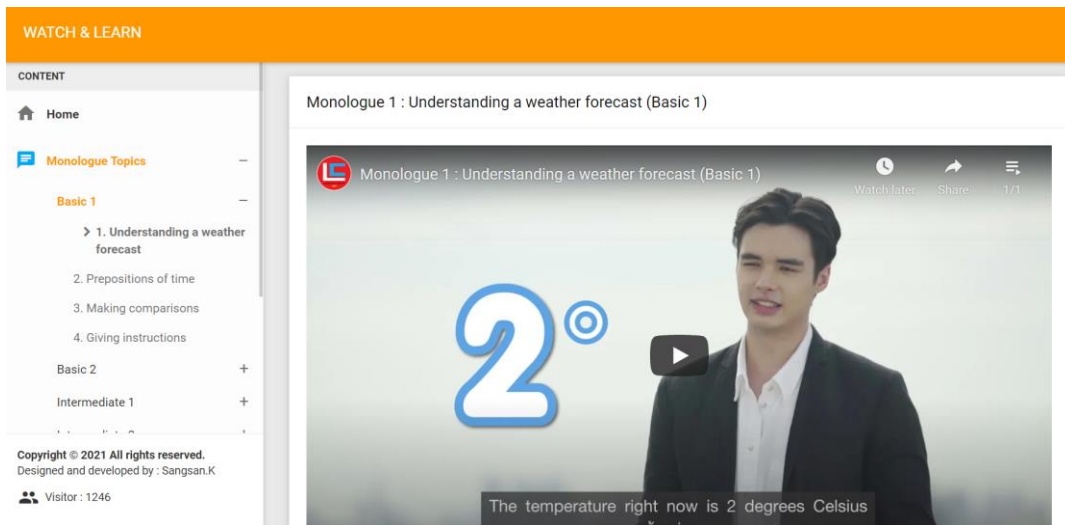 WATCH & LEARN
CONTENT
Home
Monologue Topics
Basic 1
1. Understanding a weather
forecast
2. Prepositions of time
3. Making comparisons
4. Giving instructions
Basic 2
Intermediate 1
Copyright © 2021 All rights reserved.
Designed and developed by : Sangsan.K
Visitor : 1246
Monologue 1 : Understanding a weather forecast (Basic 1)
LC
Monologue 1 : Understanding a weather forecast (Basic 1)
Watch later
Share
1/1
2°
The temperature right now is 2 degrees Celsius